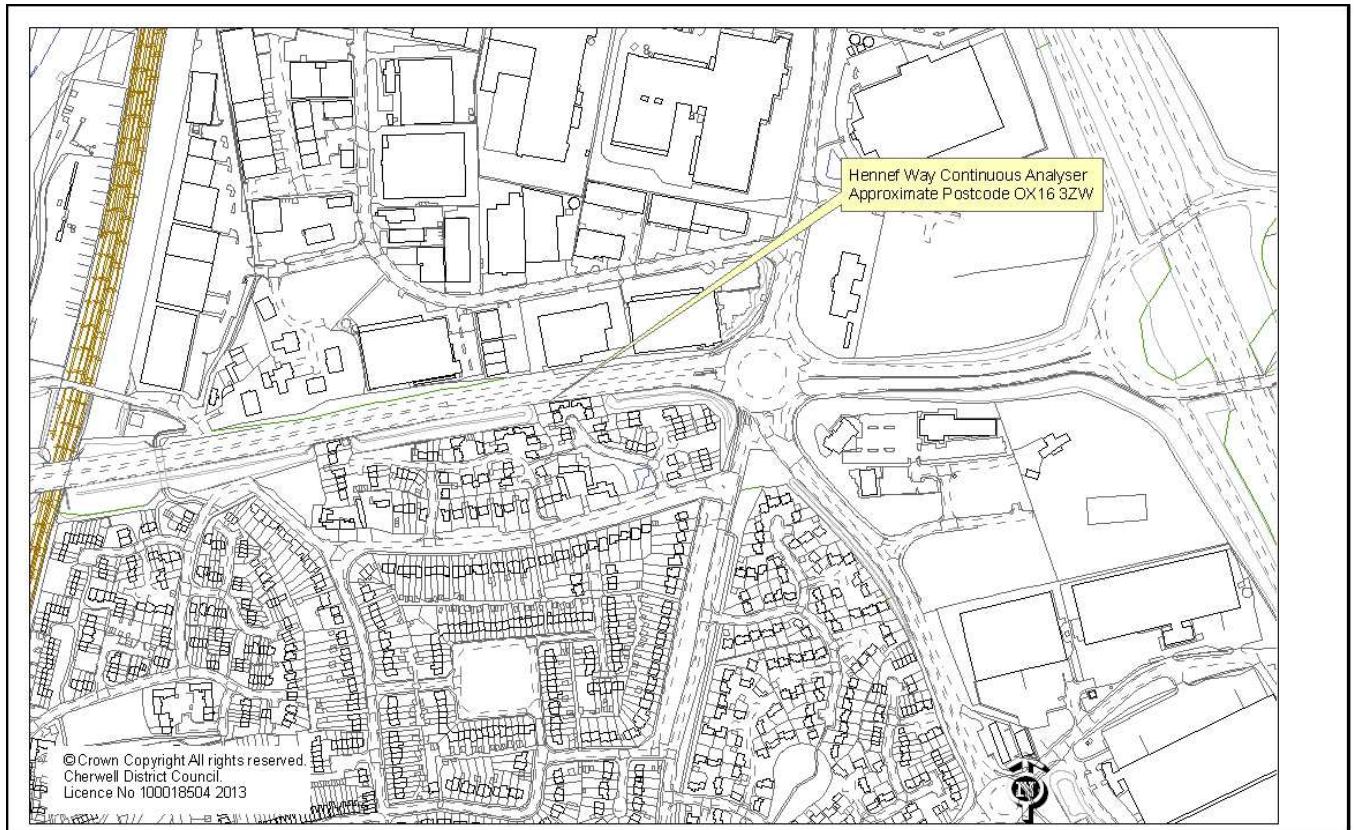 Hennef Way Continuous Analyser
Approximate Postcode OX16 3ZW
© Crown Copyright All rights reserved.
Cherwell District Council.
Licence No 100018504 2013
N